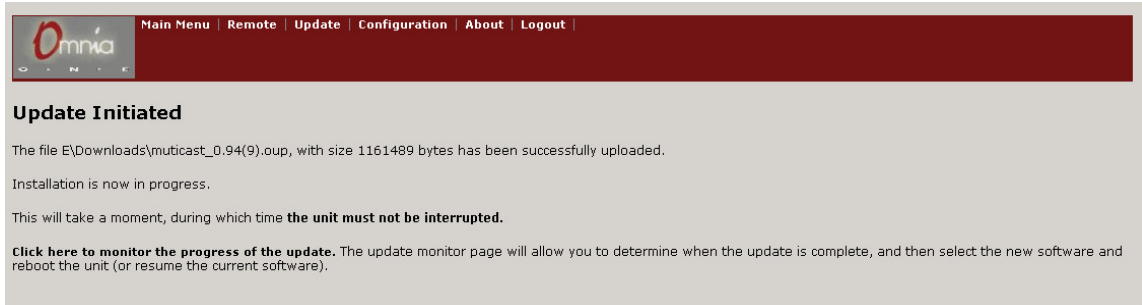 Omnia
O · N · E
Main Menu | Remote | Update | Configuration | About | Logout |
Update Initiated
The file E\Downloads\muticast_0.94(9).oup, with size 1161489 bytes has been successfully uploaded.
Installation is now in progress.
This will take a moment, during which time the unit must not be interrupted.
Click here to monitor the progress of the update. The update monitor page will allow you to determine when the update is complete, and then select the new software and
reboot the unit (or resume the current software).